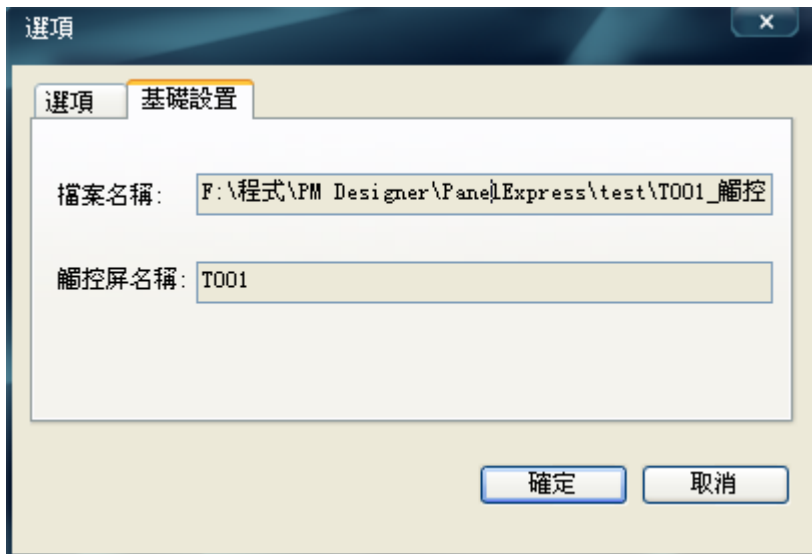 選項
選項 基礎設置
檔案名稱: F:\程式\PM Designer\PanelExpress\test\T001_觸控
觸控屏名稱: T001
確定 取消